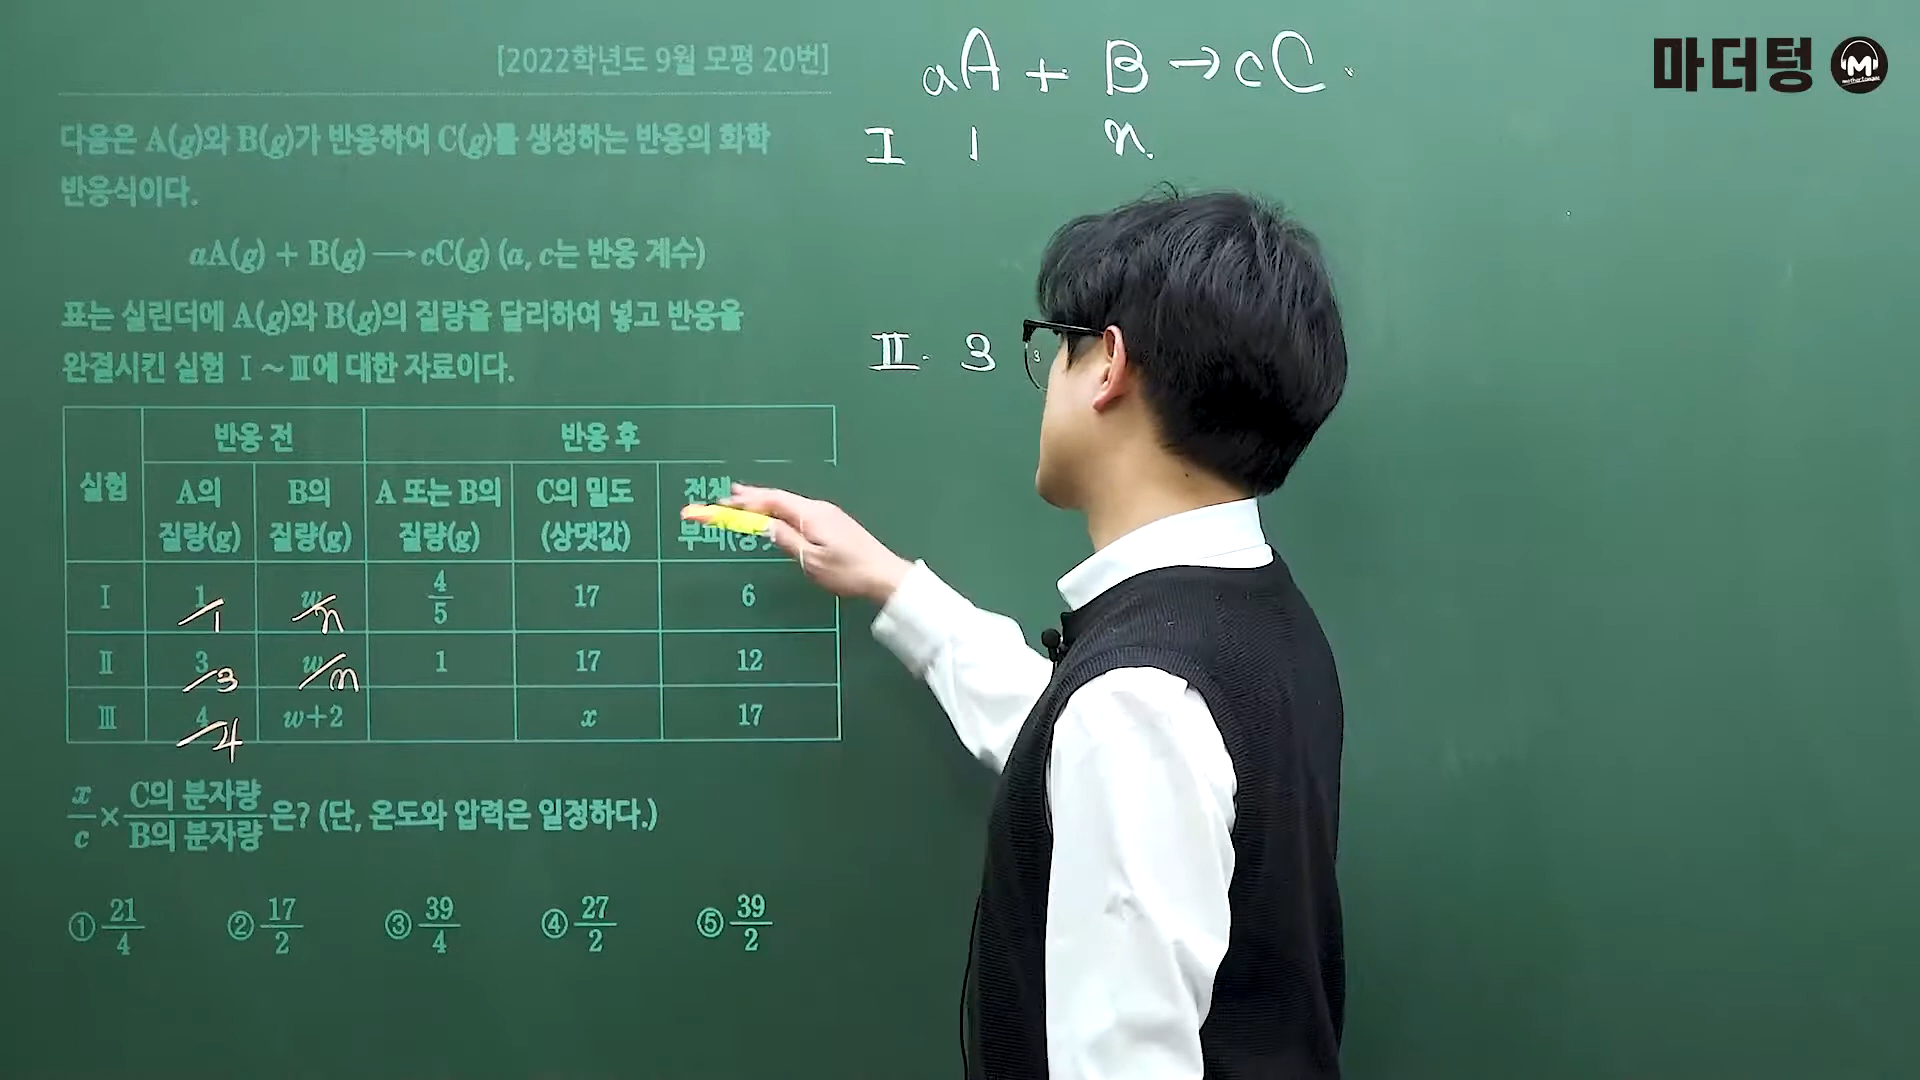 [2022학년도 9월 모평 20번]
다음은 A(g)와 B(g)가 반응하여 C(g)를 생성하는 반응의 화학
반응식이다.
aA(g) + B(g) ⟶ cC(g) (a, c는 반응 계수)
표는 실린더에 A(g)와 B(g)의 질량을 달리하여 넣고 반응을
완결시킨 실험 Ⅰ~Ⅲ에 대한 자료이다.
실험 반응 전 반응 후
A의 질량(g) B의 질량(g) A 또는 B의 질량(g) C의 밀도 (상댓값) 전체
Ⅰ 1 w 4/5 17 6
1 n
Ⅱ 3 w 1 17 12
3 n
Ⅲ 4 w+2 x 17
4
x/c × C의 분자량/B의 분자량 은? (단, 온도와 압력은 일정하다.)
① 21/4 ② 17/2 ③ 39/4 ④ 27/2 ⑤ 39/2
aA + B → cC
Ⅰ 1 n
Ⅱ 3
마더텅
M